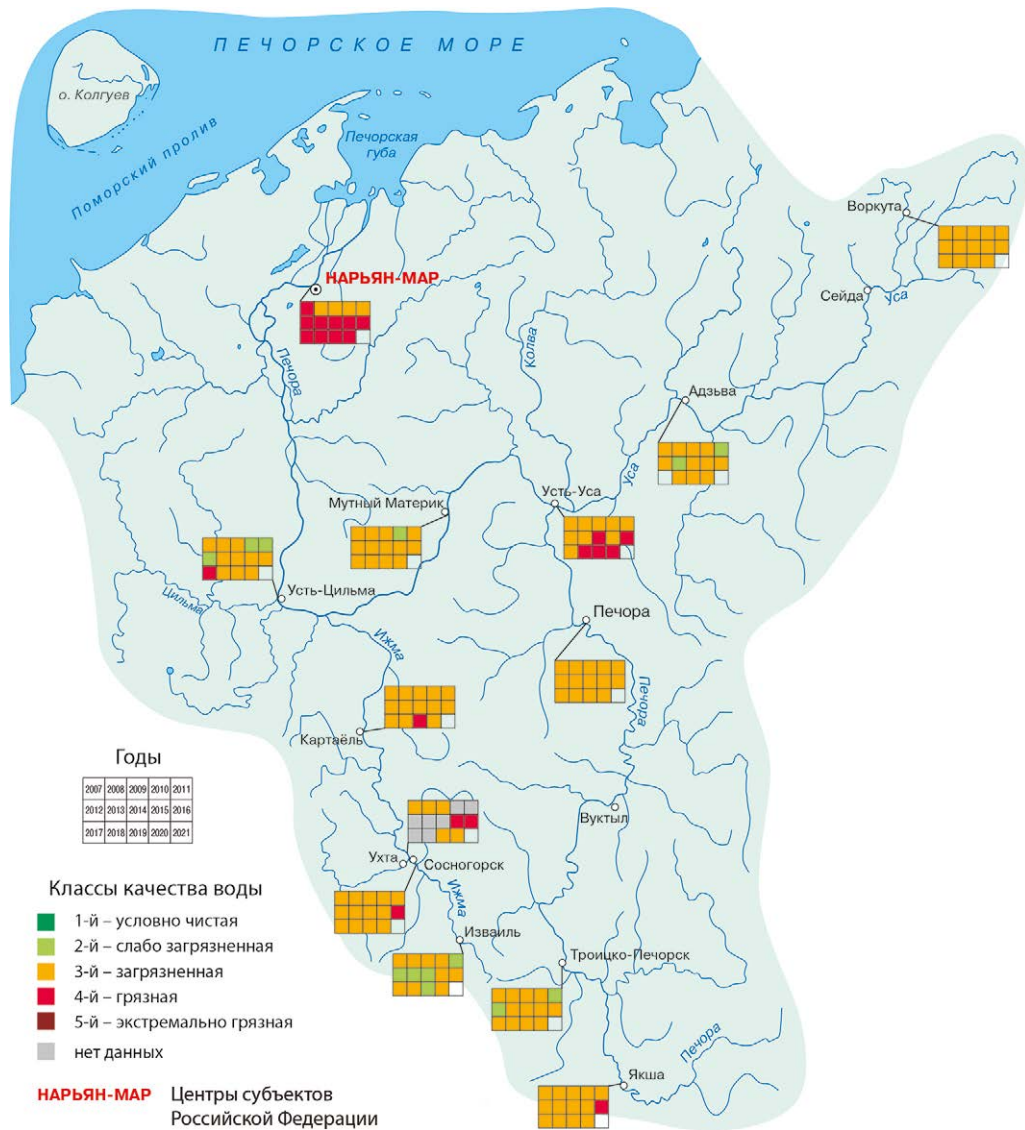 ПЕЧОРСКОЕ МОРЕ
о. Колгуев
Поморский пролив
Печорская
губа
Воркута
НАРЬЯН-МАР
Сейда
Уса
Печора
Колва
Адзьва
Уса
Усть-Уса
Мутный Материк
Усть-Цильма
Цильма
Печора
Ижма
Печора
Картаёль
Годы
2007 2008 2009 2010 2011
2012 2013 2014 2015 2016
2017 2018 2019 2020 2021
Вуктыл
Ухта
Сосногорск
Ижма
Изваиль
Троицко-Печорск
Печора
Якша
Классы качества воды
1-й – условно чистая
2-й – слабо загрязненная
3-й – загрязненная
4-й – грязная
5-й – экстремально грязная
нет данных
НАРЬЯН-МАР Центры субъектов
Российской Федерации